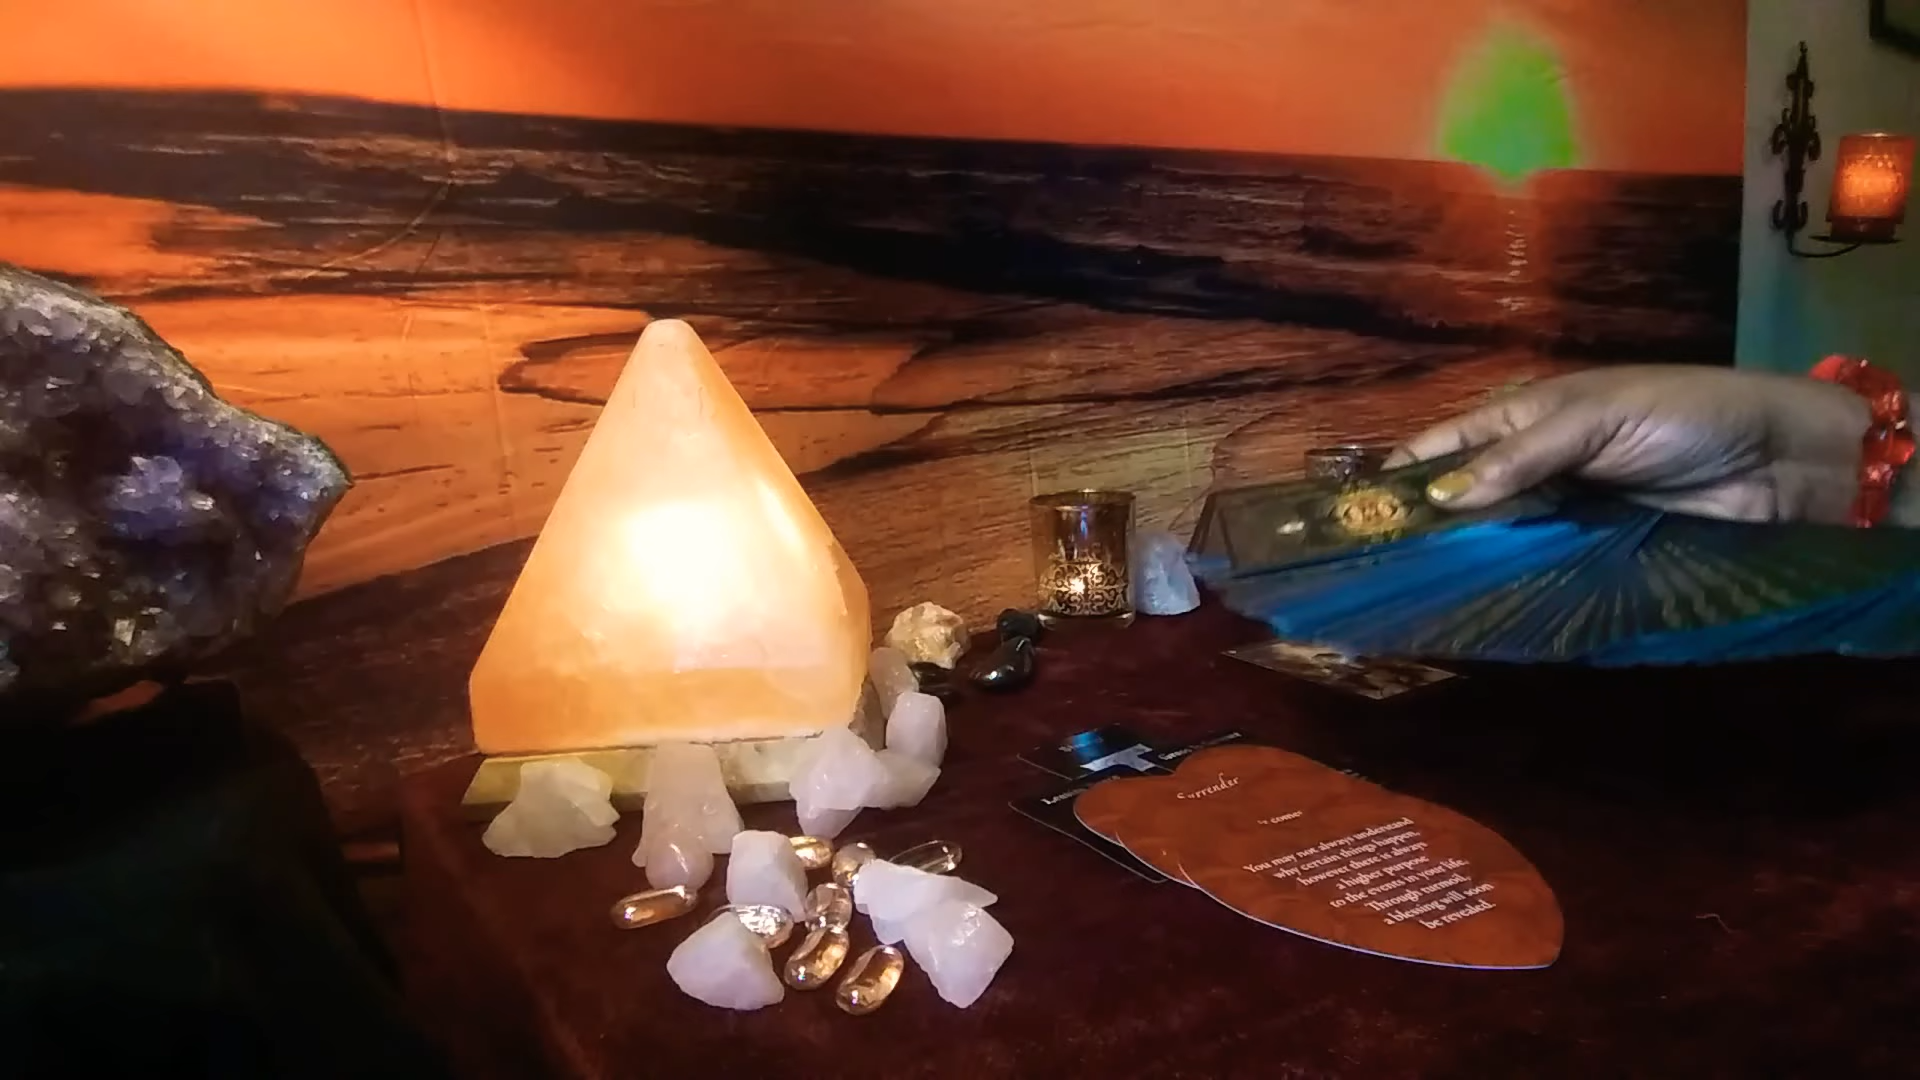 Surrender
You may not always understand
why certain things happen,
however there is always
a higher purpose
to the events in your life.
Through turmoil,
a blessing will soon
be revealed.